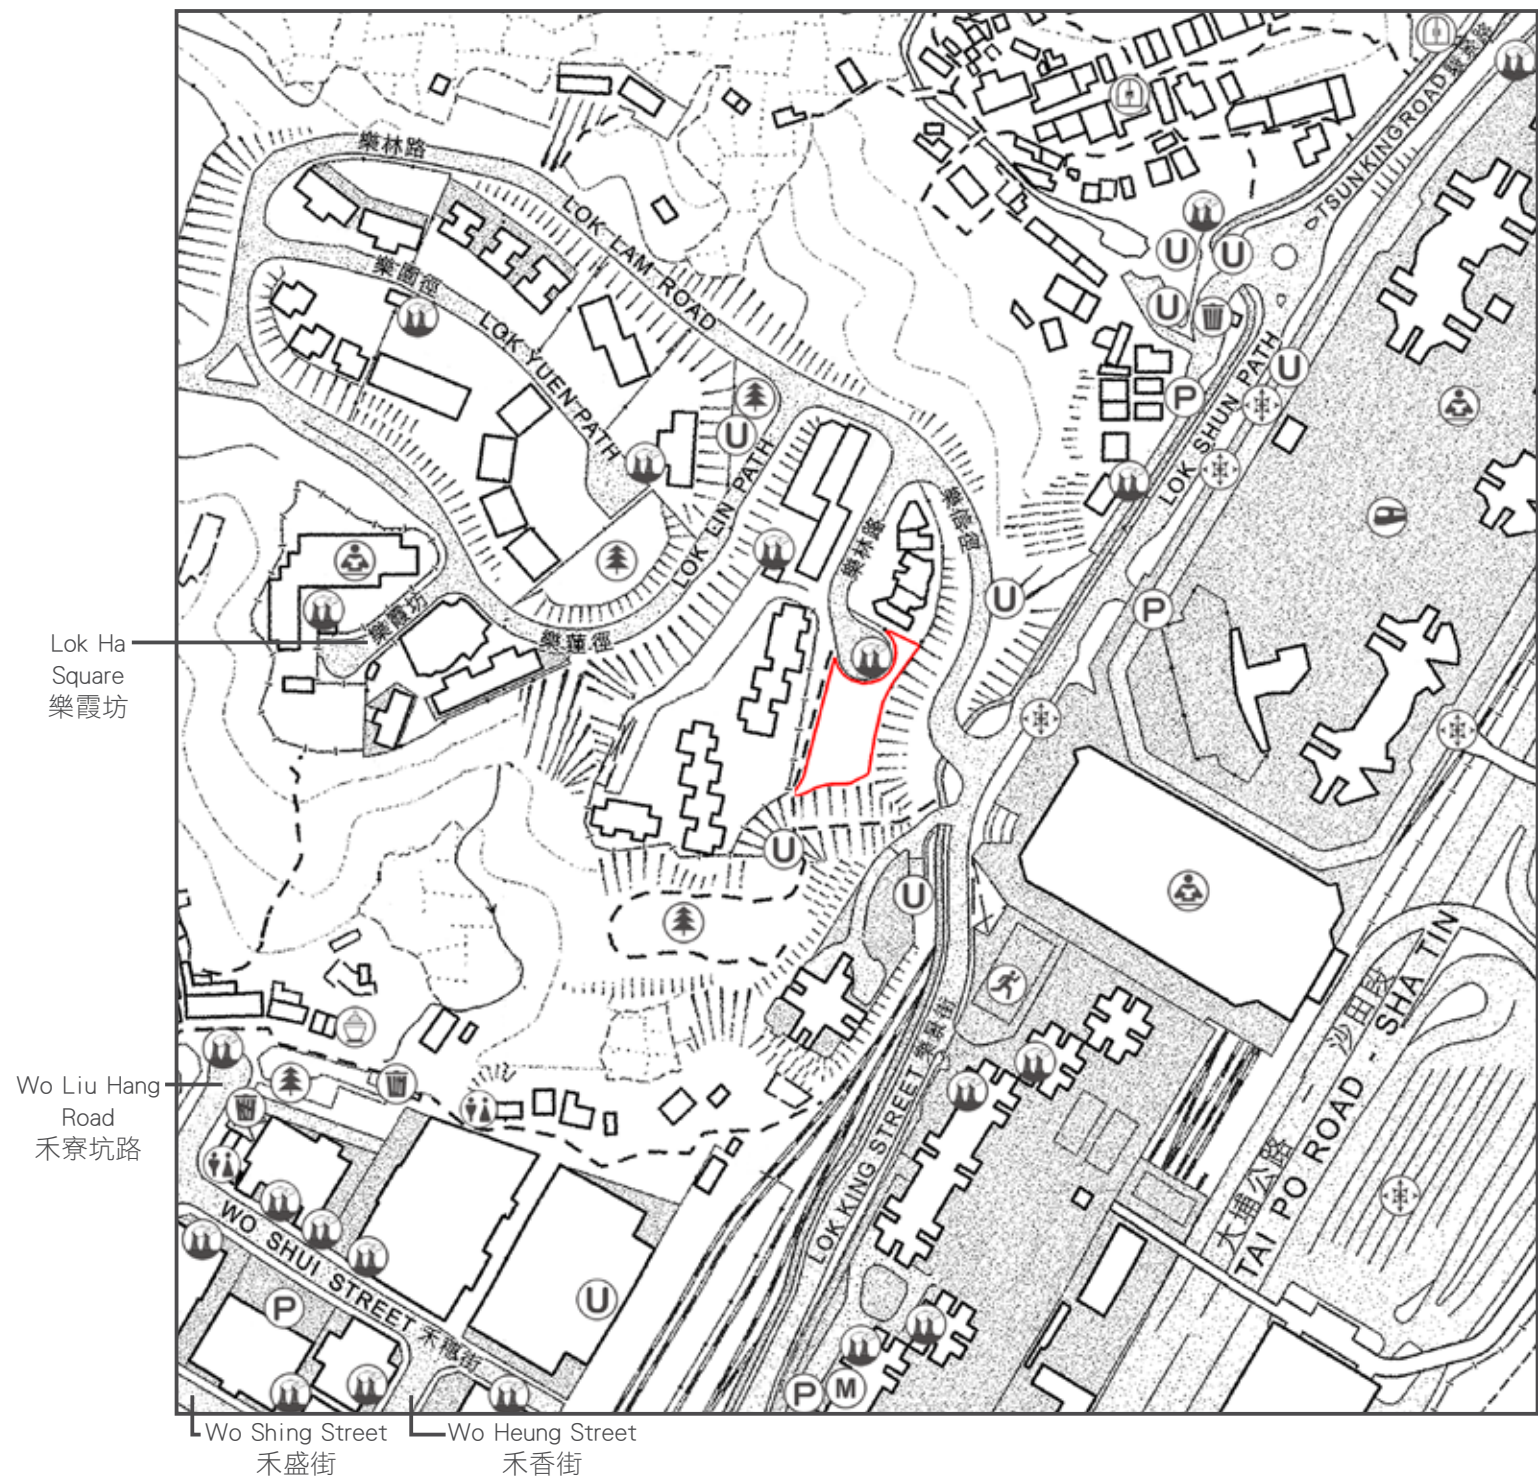 駿景路
TSUN KING ROAD
樂林路
LOK LAM ROAD
樂園徑
LOK YUEN PATH
U
U
U
U
P
LOK SHUN PATH
U
LOK LIN PATH
樂林路
樂信徑
U
P
樂霞坊
樂蓮徑
Lok Ha
Square
樂霞坊
U
U
沙田段
大埔公路
TAI PO ROAD - SHA TIN
LOK KING STREET 樂景街
Wo Liu Hang
Road
禾寮坑路
WO SHUI STREET 禾穗街
P
U
P
M
Wo Shing Street
禾盛街
Wo Heung Street
禾香街